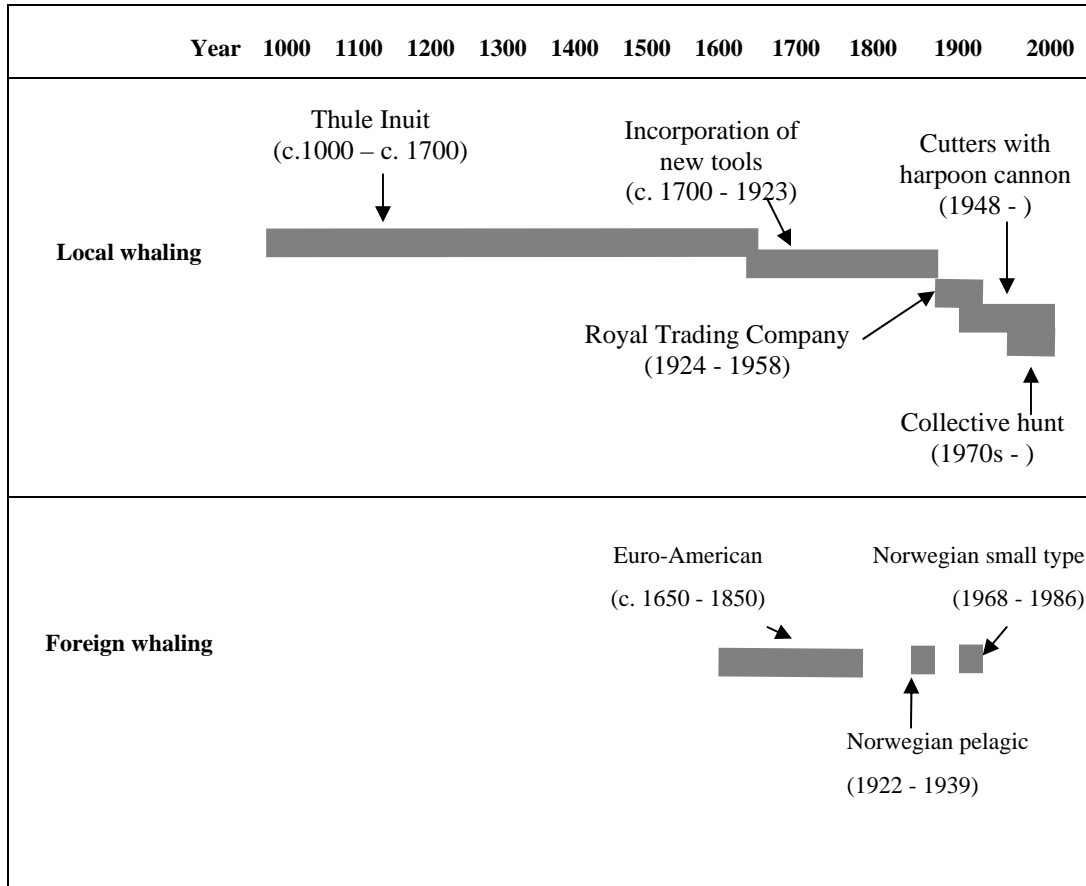 Year 1000 1100 1200 1300 1400 1500 1600 1700 1800 1900 2000
Local whaling
Thule Inuit
(c.1000 – c. 1700)
Incorporation of
new tools
(c. 1700 - 1923)
Cutters with
harpoon cannon
(1948 - )
Royal Trading Company
(1924 - 1958)
Collective hunt
(1970s - )
Foreign whaling
Euro-American
(c. 1650 - 1850)
Norwegian small type
(1968 - 1986)
Norwegian pelagic
(1922 - 1939)